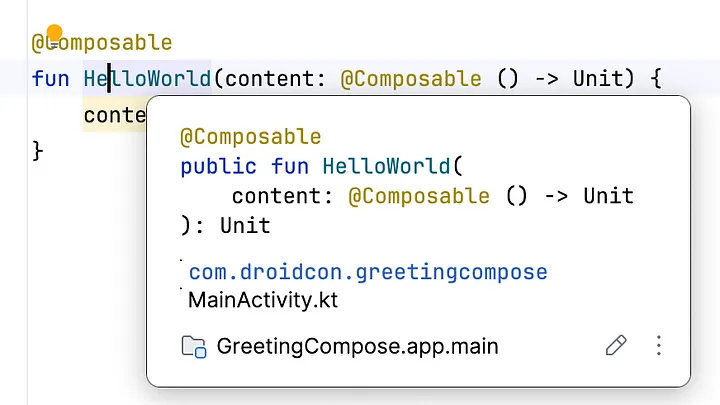 @Composable
fun HelloWorld(content: @Composable () -> Unit) {
conte
}
@Composable
public fun HelloWorld(
content: @Composable () -> Unit
): Unit
com.droidcon.greetingcompose
MainActivity.kt
GreetingCompose.app.main